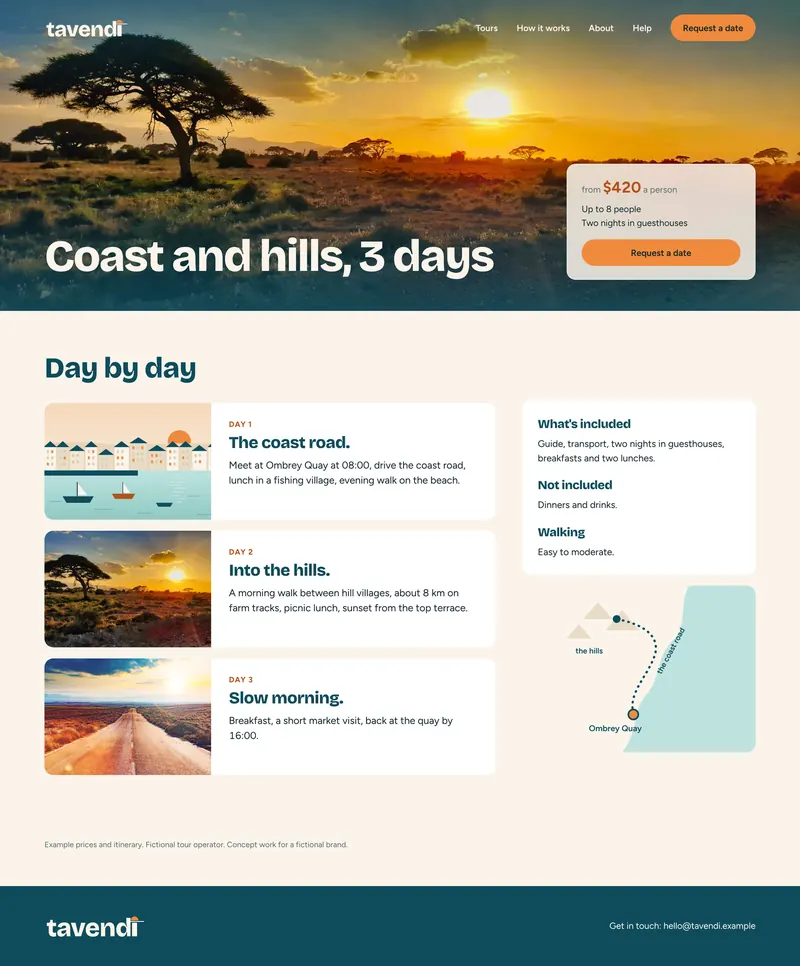 tavendi
Tours
How it works
About
Help
Request a date
from $420 a person
Up to 8 people
Two nights in guesthouses
Request a date
Coast and hills, 3 days
Day by day
DAY 1
The coast road.
Meet at Ombrey Quay at 08:00, drive the coast road,
lunch in a fishing village, evening walk on the beach.
DAY 2
Into the hills.
A morning walk between hill villages, about 8 km on
farm tracks, picnic lunch, sunset from the top terrace.
DAY 3
Slow morning.
Breakfast, a short market visit, back at the quay by
16:00.
What's included
Guide, transport, two nights in guesthouses,
breakfasts and two lunches.
Not included
Dinners and drinks.
Walking
Easy to moderate.
the hills
the coast road
Ombrey Quay
Example prices and itinerary. Fictional tour operator. Concept work for a fictional brand.
tavendi
Get in touch: hello@tavendi.example